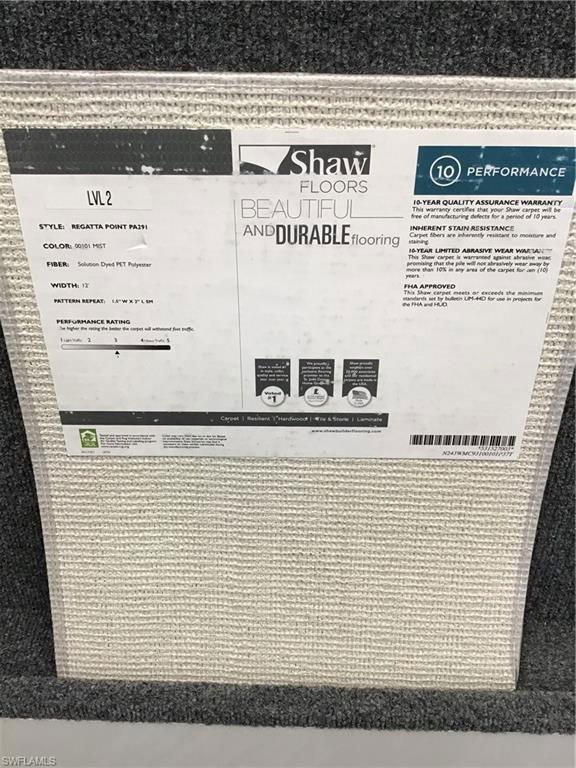 LVL 2
STYLE: REGATTA POINT PA291
COLOR: 00101 MIST
FIBER: Solution Dyed PET Polyester
WIDTH: 12'
PATTERN REPEAT: 1.5" W X 2" L SM
PERFORMANCE RATING
The higher the rating the better the carpet will withstand foot traffic.
2 3 5
Shaw
FLOORS
BEAUTIFUL
AND DURABLE flooring
10 PERFORMANCE
10-YEAR QUALITY ASSURANCE WARRANTY
This warranty certifies that your Shaw carpet will be
free of manufacturing defects for a period of 10 years.
INHERENT STAIN RESISTANCE
Carpet fibers are inherently resistant to moisture and
staining.
10-YEAR LIMITED ABRASIVE WEAR WARRANTY
This Shaw carpet is warranted against abrasive wear,
promising that the pile will not abrasively wear away by
more than 10% in any area of the carpet for ten (10)
years.
FHA APPROVED
This Shaw carpet meets or exceeds the minimum
standards set by bulletin UM-44D for use in projects for
the FHA and HUD.
Voted
#1
Carpet | Resilient | Hardwood | Tile & Stone | Laminate
www.shawbuilderflooring.com
SWFLAMLS